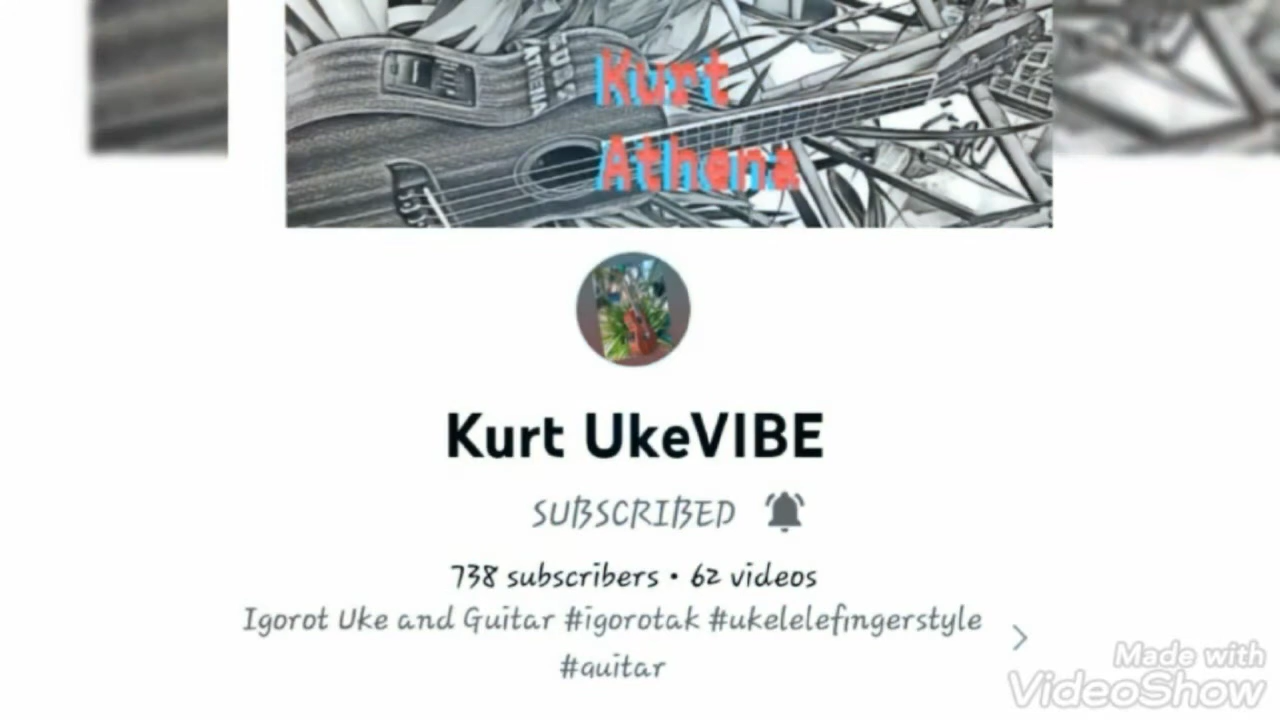 Kurt
Athena
Kurt UkeVIBE
SUBSCRIBED
738 subscribers • 62 videos
Igorot Uke and Guitar #igorotak #ukelelefingerstyle
#guitar
Made with
VideoShow